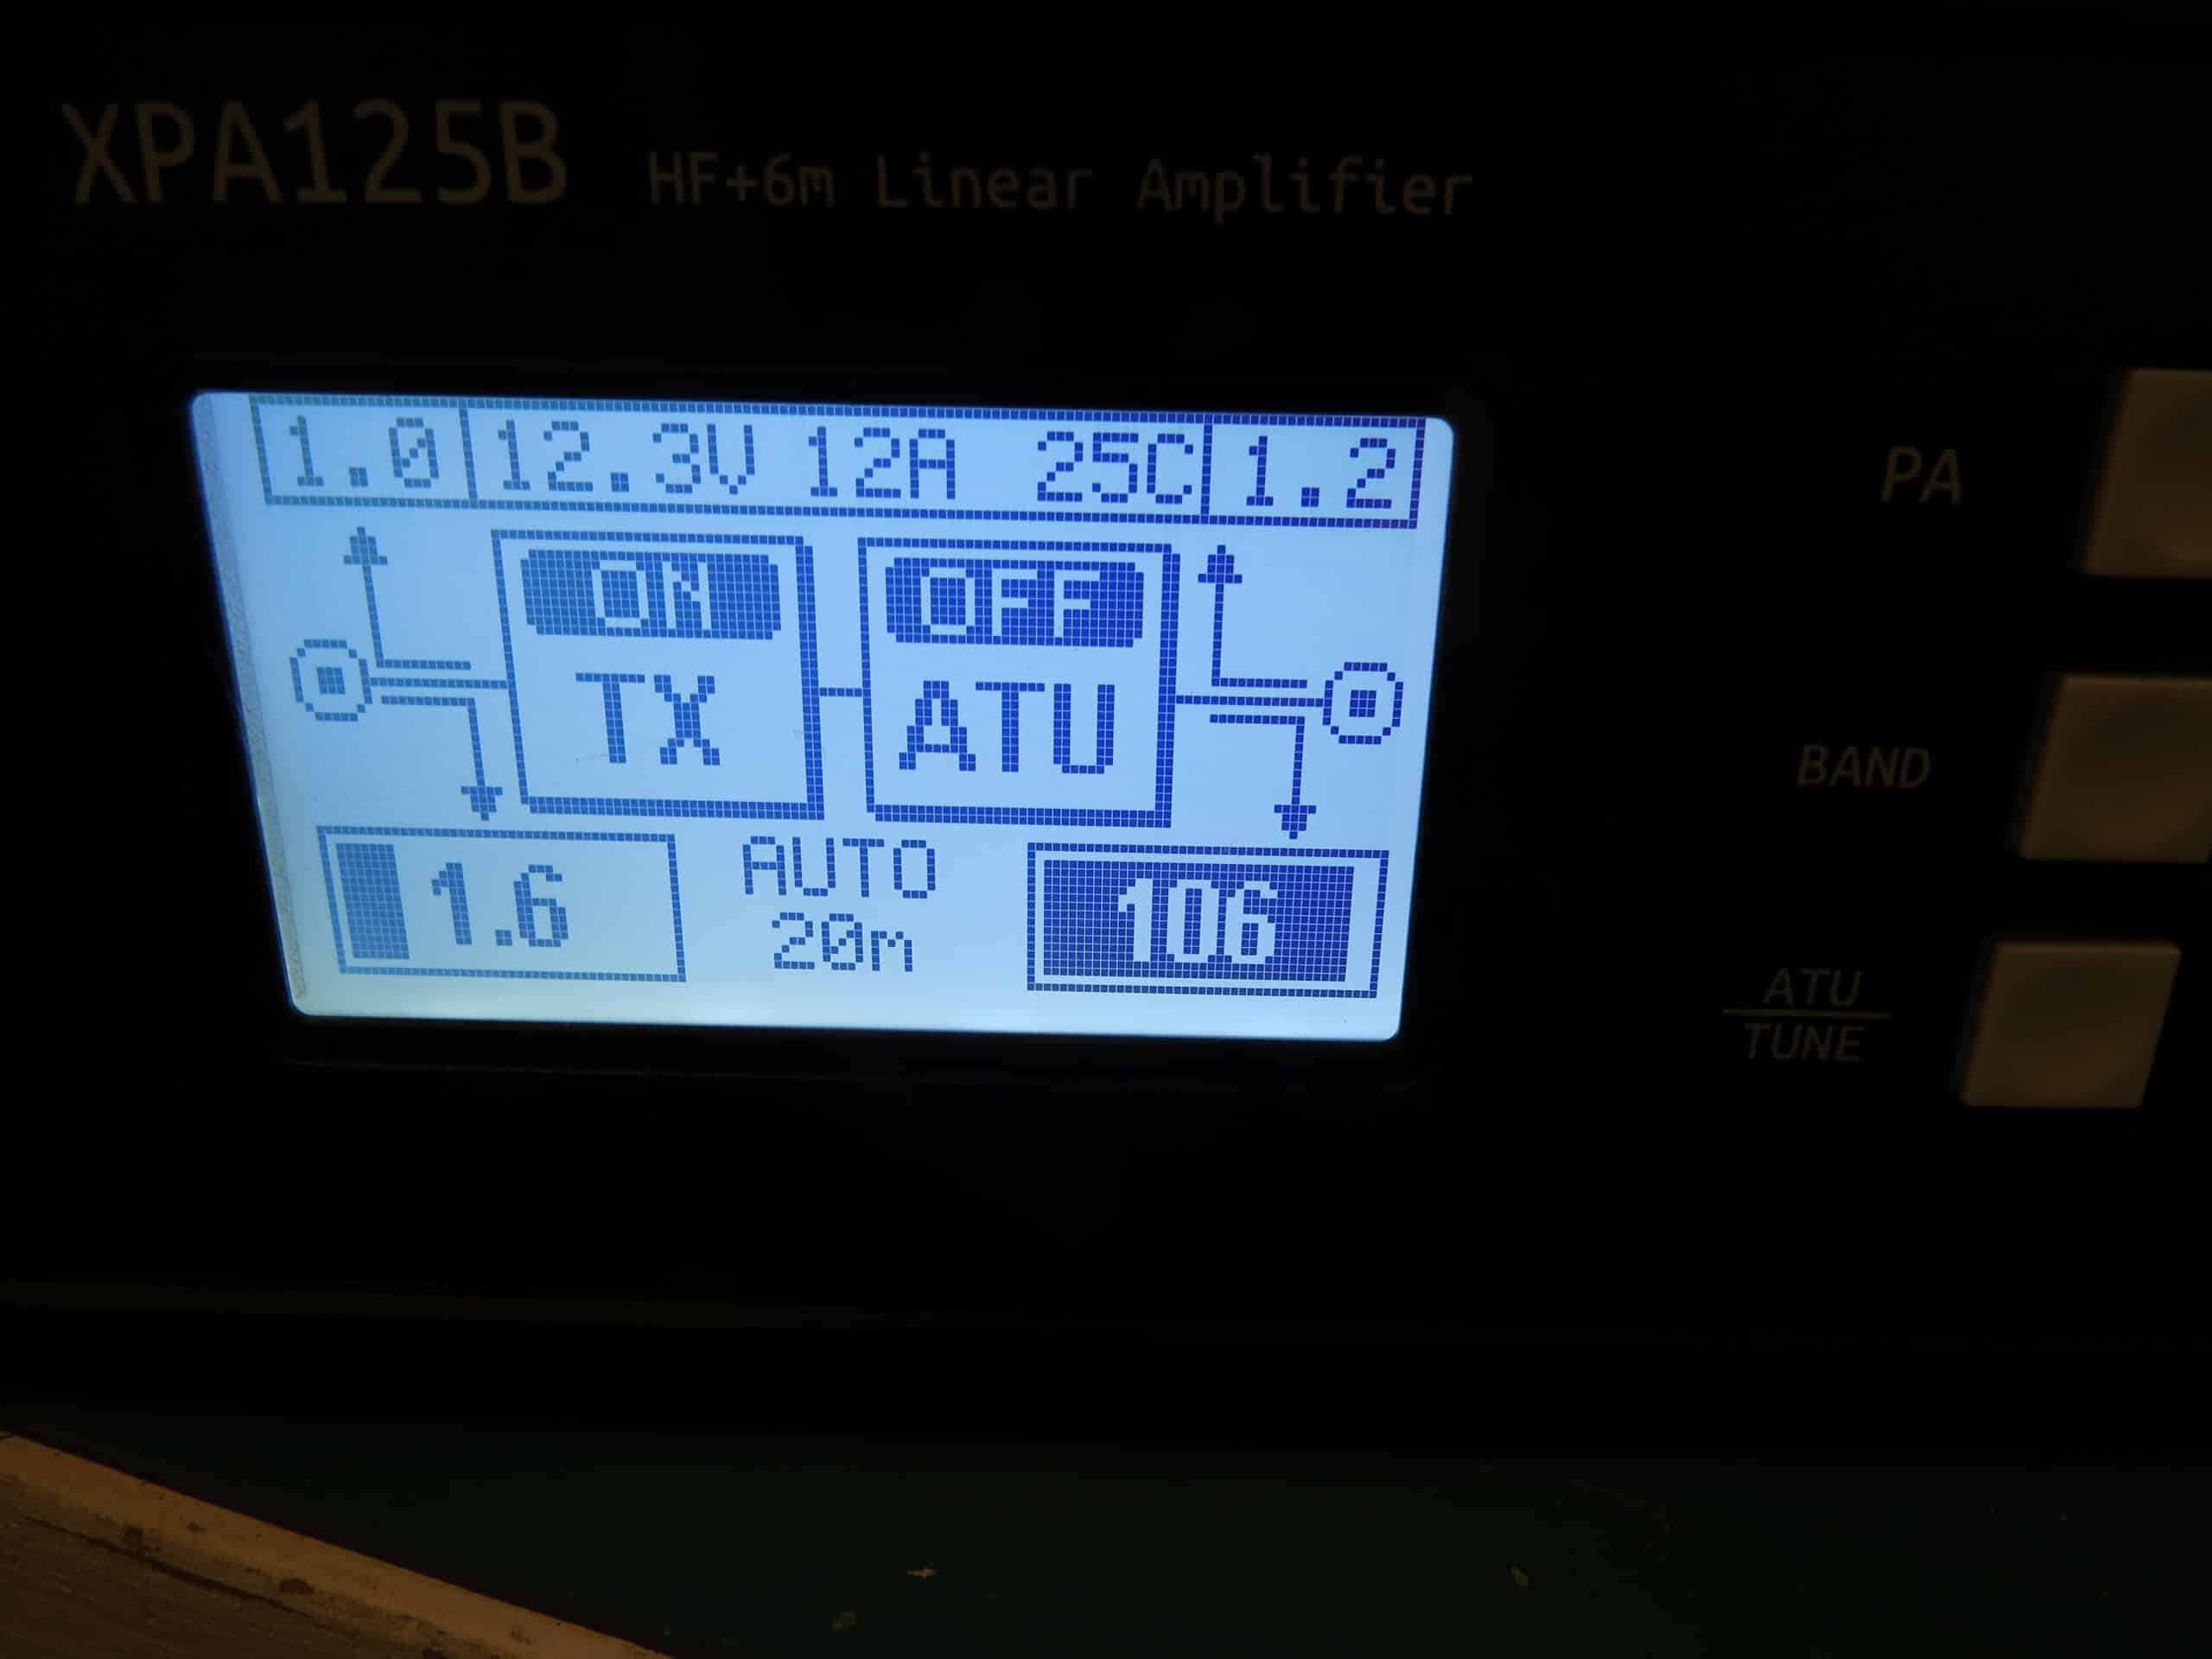 XPA125B HF+6m Linear Amplifier
1.0 12.3V 12A 25C 1.2
ON OFF
TX ATU
1.6 AUTO 106
20m
PA
BAND
ATU
TUNE